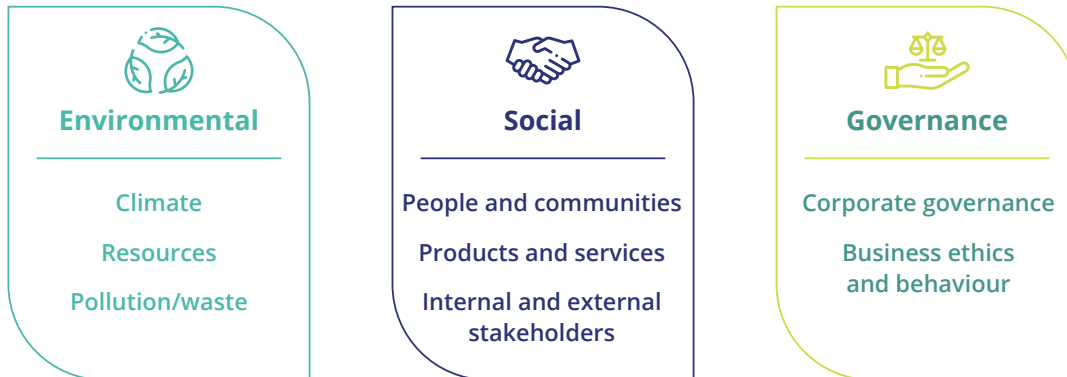 Environmental
Climate
Resources
Pollution/waste
Social
People and communities
Products and services
Internal and external
stakeholders
Governance
Corporate governance
Business ethics
and behaviour